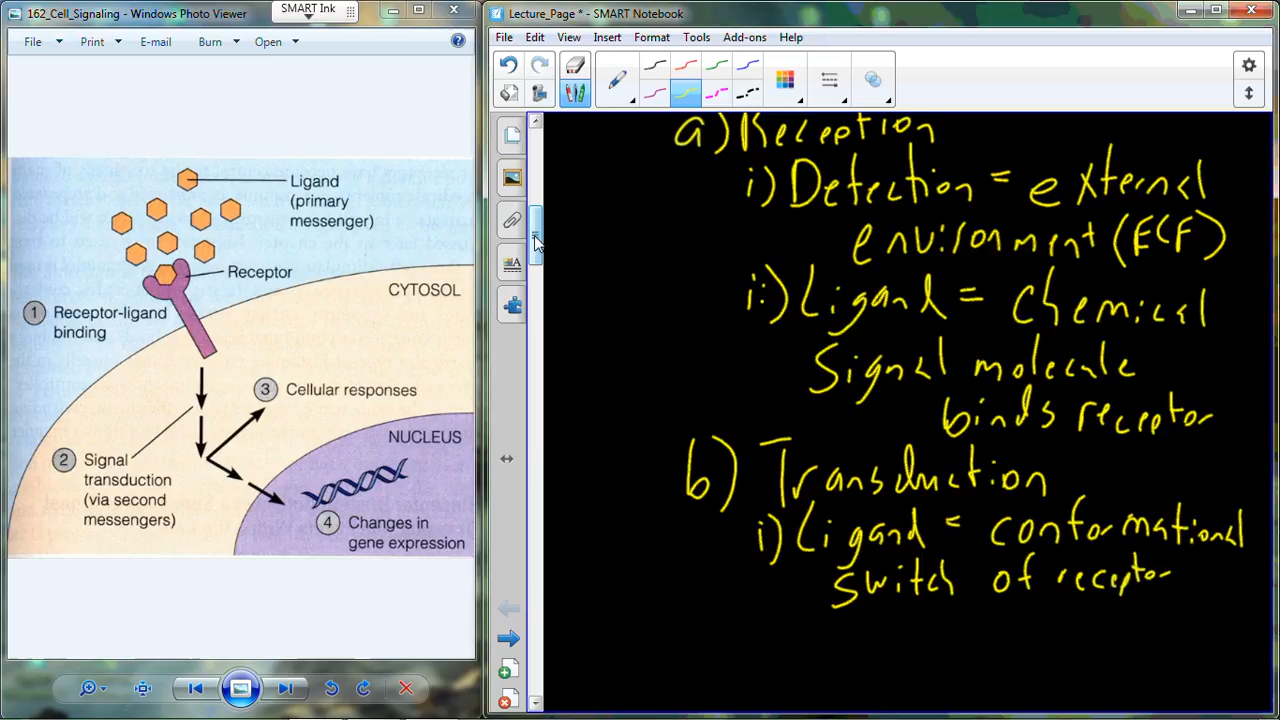 162_Cell_Signaling - Windows Photo Viewer
SMART Ink
File Print E-mail Burn Open
Ligand
(primary
messenger)
Receptor
CYTOSOL
1 Receptor-ligand
binding
3 Cellular responses
NUCLEUS
2 Signal
transduction
(via second
messengers)
4 Changes in
gene expression
Lecture_Page * - SMART Notebook
File Edit View Insert Format Tools Add-ons Help
a) Reception
i) Detection = external
environment (ECF)
ii) Ligand = chemical
signal molecule
binds receptor
b) Transduction
i) Ligand = conformational
switch of receptor